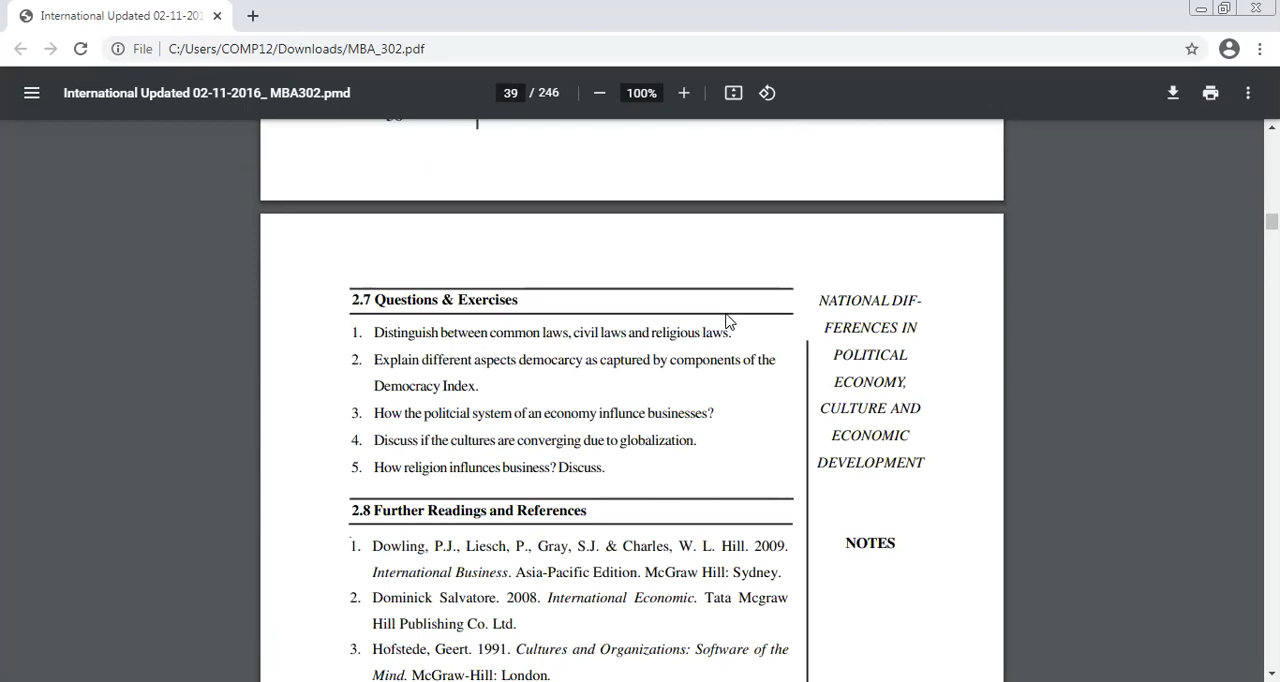 International Updated 02-11-201
File C:/Users/COMP12/Downloads/MBA_302.pdf
International Updated 02-11-2016_ MBA302.pmd
39 / 246
100%
2.7 Questions & Exercises
1. Distinguish between common laws, civil laws and religious laws.
2. Explain different aspects democarcy as captured by components of the
Democracy Index.
3. How the politcial system of an economy influnce businesses?
4. Discuss if the cultures are converging due to globalization.
5. How religion influnces business? Discuss.
2.8 Further Readings and References
1. Dowling, P.J., Liesch, P., Gray, S.J. & Charles, W. L. Hill. 2009.
International Business. Asia-Pacific Edition. McGraw Hill: Sydney.
2. Dominick Salvatore. 2008. International Economic. Tata Mcgraw
Hill Publishing Co. Ltd.
3. Hofstede, Geert. 1991. Cultures and Organizations: Software of the
Mind. McGraw-Hill: London.
NATIONAL DIF-
FERENCES IN
POLITICAL
ECONOMY,
CULTURE AND
ECONOMIC
DEVELOPMENT
NOTES